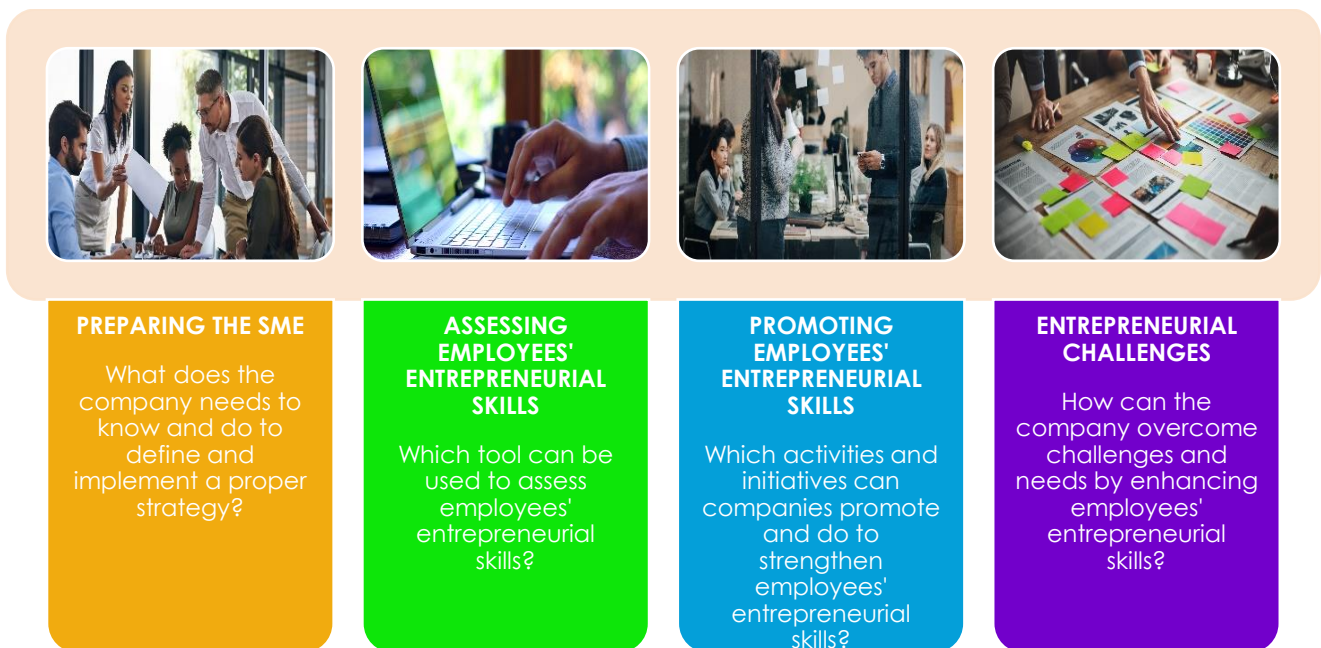 PREPARING THE SME
What does the
company needs to
know and do to
define and
implement a proper
strategy?
ASSESSING
EMPLOYEES'
ENTREPRENEURIAL
SKILLS
Which tool can be
used to assess
employees'
entrepreneurial
skills?
PROMOTING
EMPLOYEES'
ENTREPRENEURIAL
SKILLS
Which activities and
initiatives can
companies promote
and do to
strengthen
employees'
entrepreneurial
skills?
ENTREPRENEURIAL
CHALLENGES
How can the
company overcome
challenges and
needs by enhancing
employees'
entrepreneurial
skills?